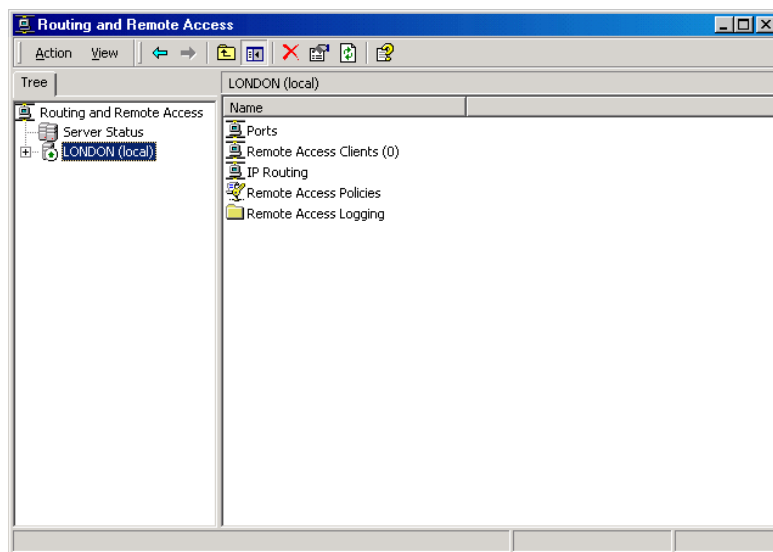 Routing and Remote Access
Action View
Tree
LONDON (local)
Routing and Remote Access
Server Status
LONDON (local)
Name
Ports
Remote Access Clients (0)
IP Routing
Remote Access Policies
Remote Access Logging